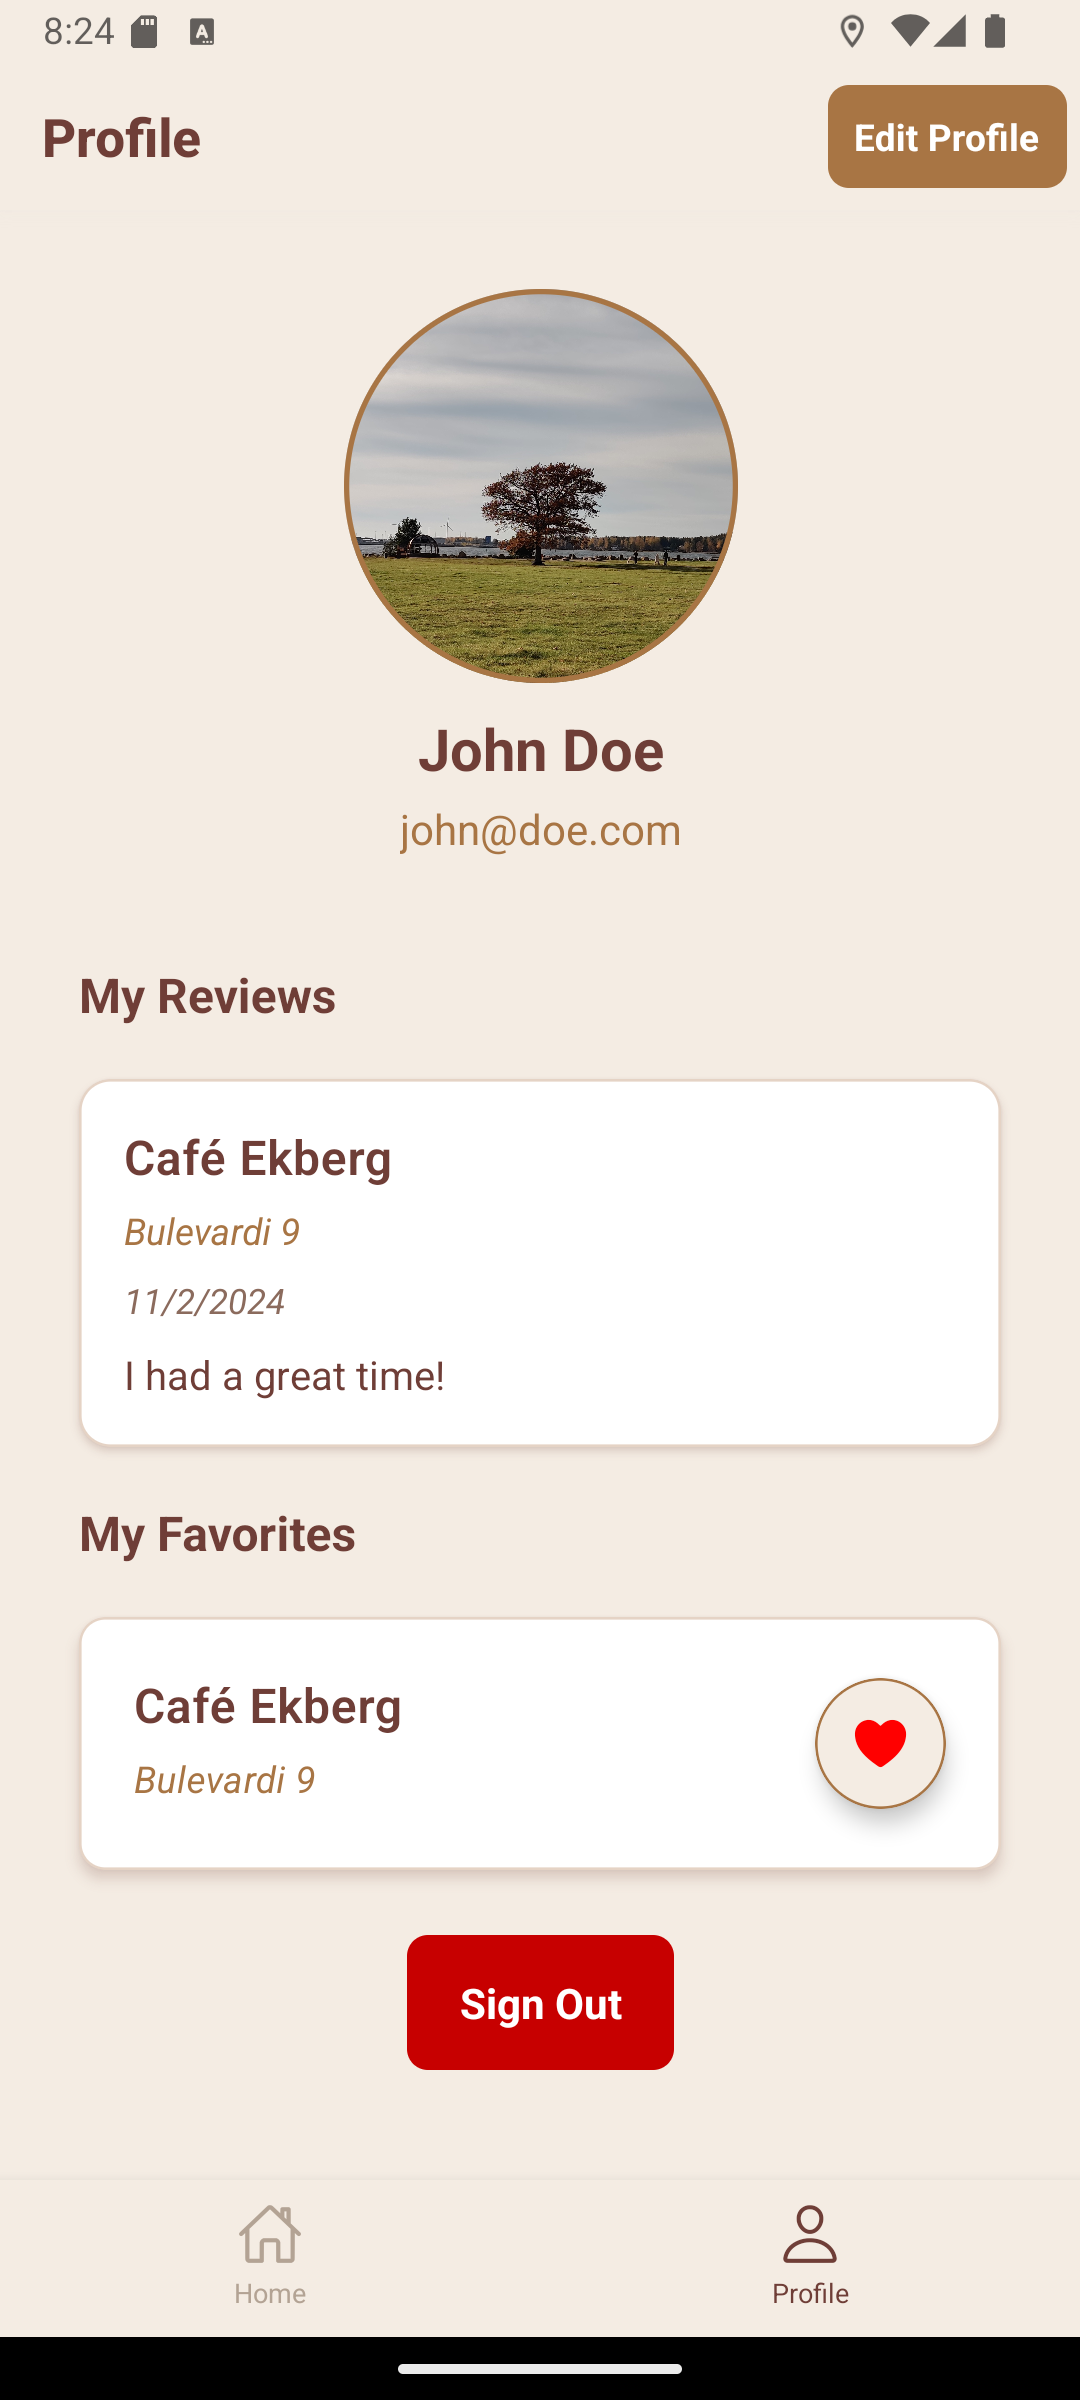 8:24
Profile
Edit Profile
John Doe
john@doe.com
My Reviews
Café Ekberg
Bulevardi 9
11/2/2024
I had a great time!
My Favorites
Café Ekberg
Bulevardi 9
Sign Out
Home
Profile